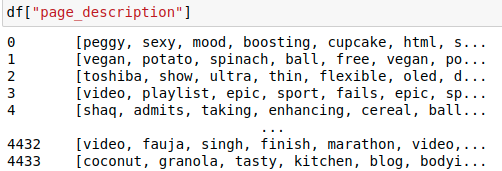 df["page_description"]
0 [peggy, sexy, mood, boosting, cupcake, html, s...
1 [vegan, potato, spinach, ball, free, vegan, po...
2 [toshiba, show, ultra, thin, flexible, oled, d...
3 [video, playlist, epic, sport, fails, epic, sp...
4 [shaq, admits, taking, enhancing, cereal, ball...
...
4432 [video, fauja, singh, finish, marathon, video,...
4433 [coconut, granola, tasty, kitchen, blog, bodyi...